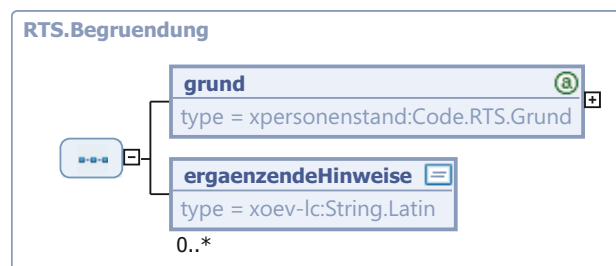 RTS.Begruendung
grund
type = xpersonenstand:Code.RTS.Grund
ergaenzendeHinweise
type = xoev-lc:String.Latin
0..*